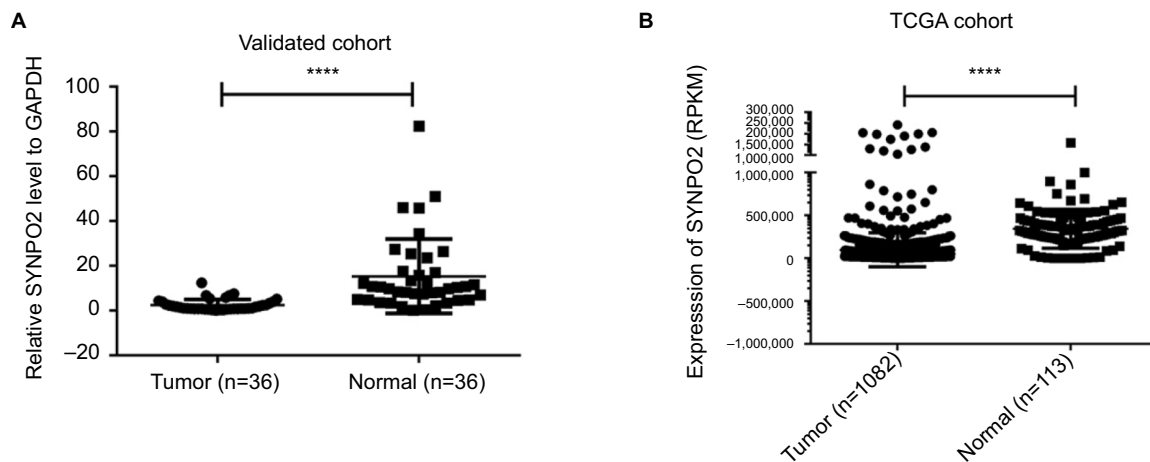 A
Validated cohort
****
Relative SYNPO2 level to GAPDH
100
80
60
40
20
0
–20
Tumor (n=36)
Normal (n=36)
B
TCGA cohort
****
Expresssion of SYNPO2 (RPKM)
300,000
250,000
200,000
1,500,000
1,000,000
1,000,000
500,000
0
–500,000
–1,000,000
Tumor (n=1082)
Normal (n=113)